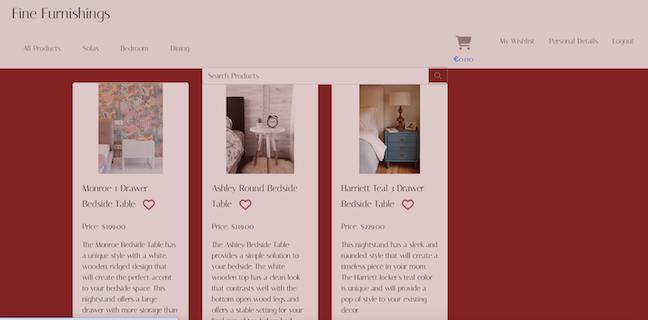 Fine Furnishings
All Products Sofas Bedroom Dining
My Wishlist Personal Details Logout
€0.00
Search Products
Monroe 1 Drawer
Bedside Table
Price: $199.00
The Monroe Bedside Table has
a unique style with a white,
wooden, ridged design that
will create the perfect accent
to your bedside space. This
nightstand offers a large
drawer with more storage than
Ashley Round Bedside
Table
Price: $119.00
The Ashley Bedside Table
provides a simple solution to
your bedside. The white
wooden top has a clean look
that contrasts well with the
bottom open wood legs and
offers a stable setting for your
Harriett Teal 3 Drawer
Bedside Table
Price: $229.00
This nightstand has a sleek and
rounded style that will create a
timeless piece in your room.
The Harriett locker's teal color
is unique and will provide a
pop of style to your existing
decor.